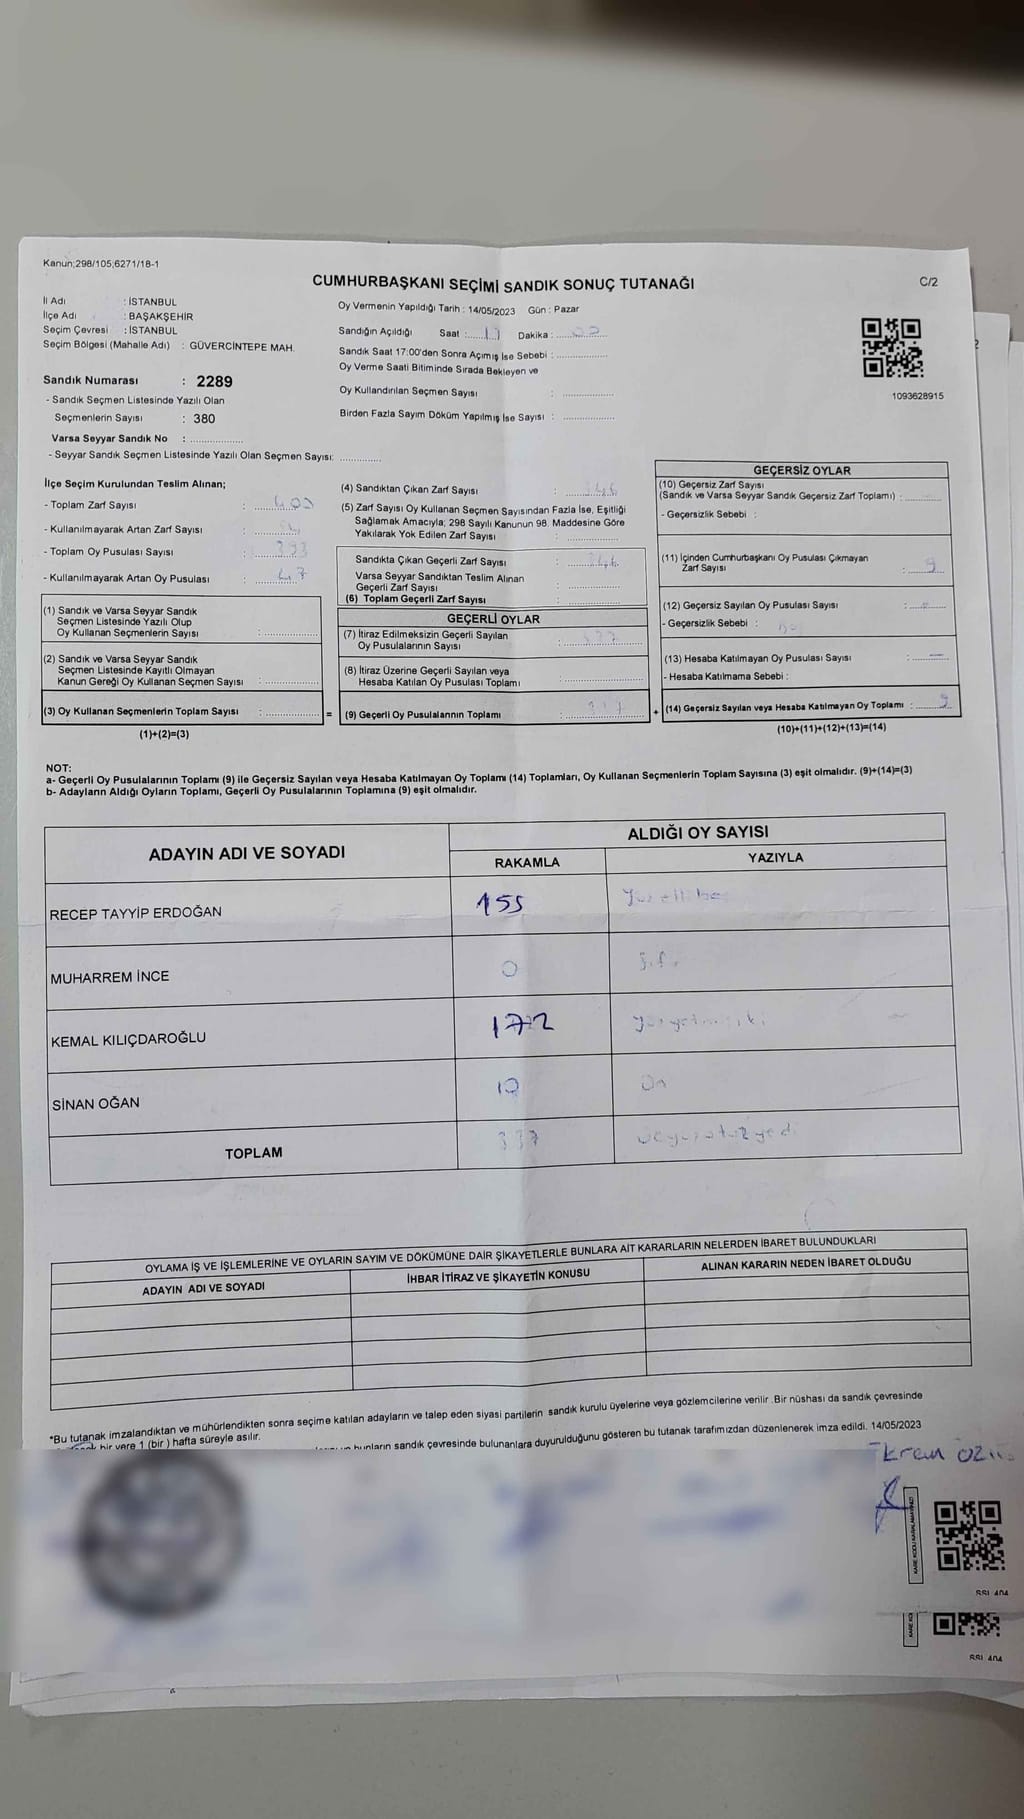 Kanun;298/105;6271/18-1
CUMHURBAŞKANI SEÇİMİ SANDIK SONUÇ TUTANAĞI
C/2
İl Adı : İSTANBUL
İlçe Adı : BAŞAKŞEHİR
Seçim Çevresi : İSTANBUL
Seçim Bölgesi (Mahalle Adı) : GÜVERCİNTEPE MAH.
Sandık Numarası : 2289
- Sandık Seçmen Listesinde Yazılı Olan
Seçmenlerin Sayısı : 380
Varsa Seyyar Sandık No : ....................
- Seyyar Sandık Seçmen Listesinde Yazılı Olan Seçmen Sayısı: ..............
Oy Vermenin Yapıldığı Tarih : 14/05/2023 Gün : Pazar
Sandığın Açıldığı Saat : 17 Dakika : 00
Sandık Saat 17:00'den Sonra Açımış İse Sebebi : ..................
Oy Verme Saati Bitiminde Sırada Bekleyen ve
Oy Kullandırılan Seçmen Sayısı : ..................
Birden Fazla Sayım Döküm Yapılmış İse Sayısı : ..................
1093628915
İlçe Seçim Kurulundan Teslim Alınan;
- Toplam Zarf Sayısı : 400
- Kullanılmayarak Artan Zarf Sayısı :
- Toplam Oy Pusulası Sayısı : 393
- Kullanılmayarak Artan Oy Pusulası : 47
(1) Sandık ve Varsa Seyyar Sandık
Seçmen Listesinde Yazılı Olup
Oy Kullanan Seçmenlerin Sayısı : ..................
(2) Sandık ve Varsa Seyyar Sandık
Seçmen Listesinde Kayıtlı Olmayan
Kanun Gereği Oy Kullanan Seçmen Sayısı : ..................
(3) Oy Kullanan Seçmenlerin Toplam Sayısı : ..................
(1)+(2)=(3)
=
(4) Sandıktan Çıkan Zarf Sayısı : 346
(5) Zarf Sayısı Oy Kullanan Seçmen Sayısından Fazla İse, Eşitliği
Sağlamak Amacıyla; 298 Sayılı Kanunun 98. Maddesine Göre
Yakılarak Yok Edilen Zarf Sayısı : ..................
Sandıkta Çıkan Geçerli Zarf Sayısı : 346
Varsa Seyyar Sandıktan Teslim Alınan
Geçerli Zarf Sayısı : ..................
(6) Toplam Geçerli Zarf Sayısı : ..................
GEÇERLİ OYLAR
(7) İtiraz Edilmeksizin Geçerli Sayılan
Oy Pusulalarının Sayısı : 337
(8) İtiraz Üzerine Geçerli Sayılan veya
Hesaba Katılan Oy Pusulası Toplamı : ..................
(9) Geçerli Oy Pusulalarının Toplamı : 337
+
GEÇERSİZ OYLAR
(10) Geçersiz Zarf Sayısı
(Sandık ve Varsa Seyyar Sandık Geçersiz Zarf Toplamı) :
- Geçersizlik Sebebi :
(11) İçinden Cumhurbaşkanı Oy Pusulası Çıkmayan
Zarf Sayısı : 9
(12) Geçersiz Sayılan Oy Pusulası Sayısı :
- Geçersizlik Sebebi :
(13) Hesaba Katılmayan Oy Pusulası Sayısı : —
- Hesaba Katılmama Sebebi :
(14) Geçersiz Sayılan veya Hesaba Katılmayan Oy Toplamı : 9
(10)+(11)+(12)+(13)=(14)
NOT:
a- Geçerli Oy Pusulalarının Toplamı (9) ile Geçersiz Sayılan veya Hesaba Katılmayan Oy Toplamı (14) Toplamları, Oy Kullanan Seçmenlerin Toplam Sayısına (3) eşit olmalıdır. (9)+(14)=(3)
b- Adayların Aldığı Oyların Toplamı, Geçerli Oy Pusulalarının Toplamına (9) eşit olmalıdır.
ADAYIN ADI VE SOYADI
ALDIĞI OY SAYISI
RAKAMLA YAZIYLA
RECEP TAYYİP ERDOĞAN 155
MUHARREM İNCE 0
KEMAL KILIÇDAROĞLU 172 yüzyetmişiki
SİNAN OĞAN 10 On
TOPLAM 337 üçyüzotuzyedi
OYLAMA İŞ VE İŞLEMLERİNE VE OYLARIN SAYIM VE DÖKÜMÜNE DAİR ŞİKAYETLERLE BUNLARA AİT KARARLARIN NELERDEN İBARET BULUNDUKLARI
ADAYIN ADI VE SOYADI İHBAR İTİRAZ VE ŞİKAYETİN KONUSU ALINAN KARARIN NEDEN İBARET OLDUĞU
*Bu tutanak imzalandıktan ve mühürlendikten sonra seçime katılan adayların ve talep eden siyasi partilerin sandık kurulu üyelerine veya gözlemcilerine verilir .Bir nüshası da sandık çevresinde
bir yere 1 (bir ) hafta süreyle asılır.
bunların sandık çevresinde bulunanlara duyurulduğunu gösteren bu tutanak tarafımızdan düzenlenerek imza edildi. 14/05/2023
Ekrem
KARE KODU KARALAMAYINIZ!
SSI 404
SSI 404